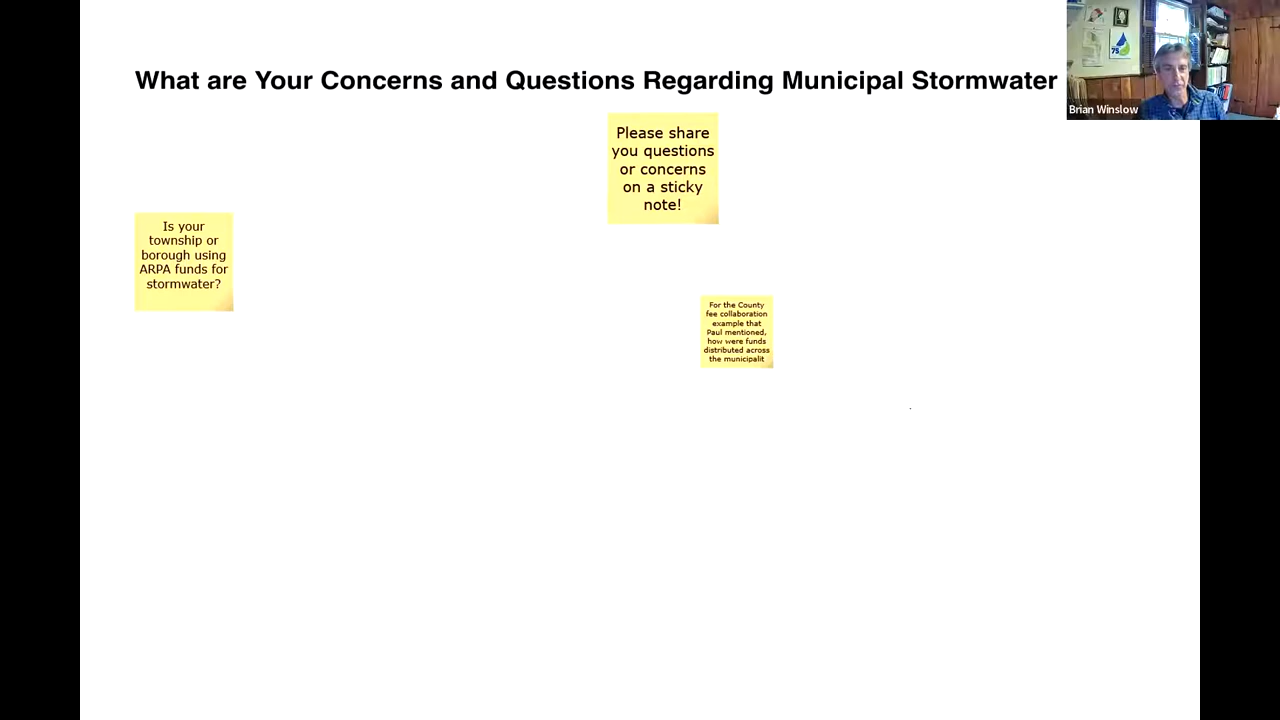 What are Your Concerns and Questions Regarding Municipal Stormwater
Brian Winslow
75
Please share
you questions
or concerns
on a sticky
note!
Is your
township or
borough using
ARPA funds for
stormwater?
For the County
fee collaboration
example that
Paul mentioned,
how were funds
distributed across
the municipalit